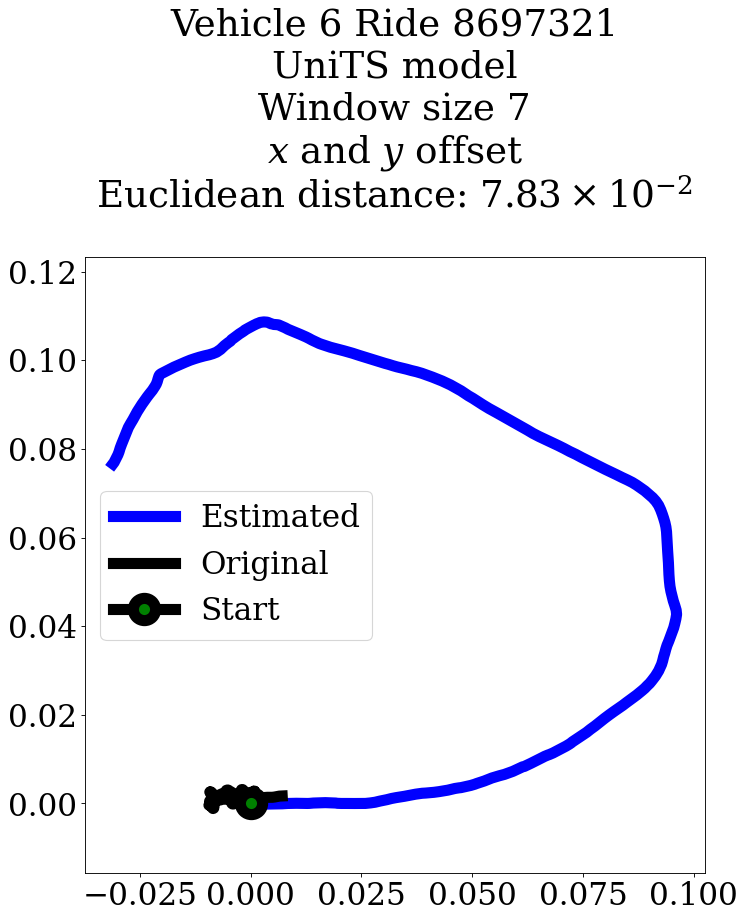 Vehicle 6 Ride 8697321
UniTS model
Window size 7
x and y offset
Euclidean distance: 7.83 × 10⁻²
0.12
0.10
0.08
0.06
0.04
0.02
0.00
Estimated
Original
Start
−0.025 0.000 0.025 0.050 0.075 0.100